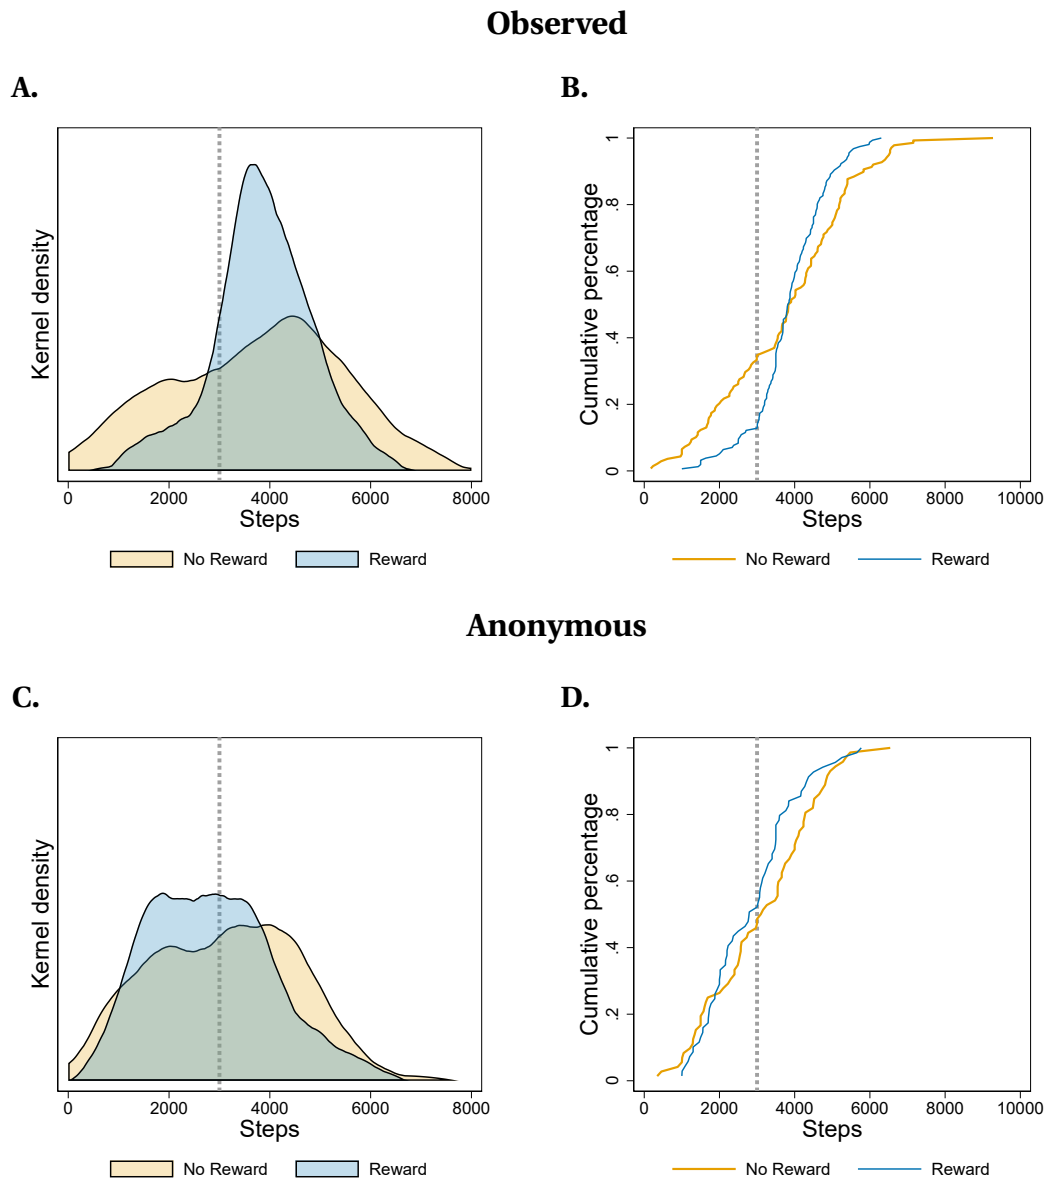 Observed
A.
B.
Kernel density
0 2000 4000 6000 8000
Steps
No Reward Reward
Cumulative percentage
1
.8
.6
.4
.2
0
0 2000 4000 6000 8000 10000
Steps
No Reward Reward
Anonymous
C.
D.
Kernel density
0 2000 4000 6000 8000
Steps
No Reward Reward
Cumulative percentage
1
.8
.6
.4
.2
0
0 2000 4000 6000 8000 10000
Steps
No Reward Reward